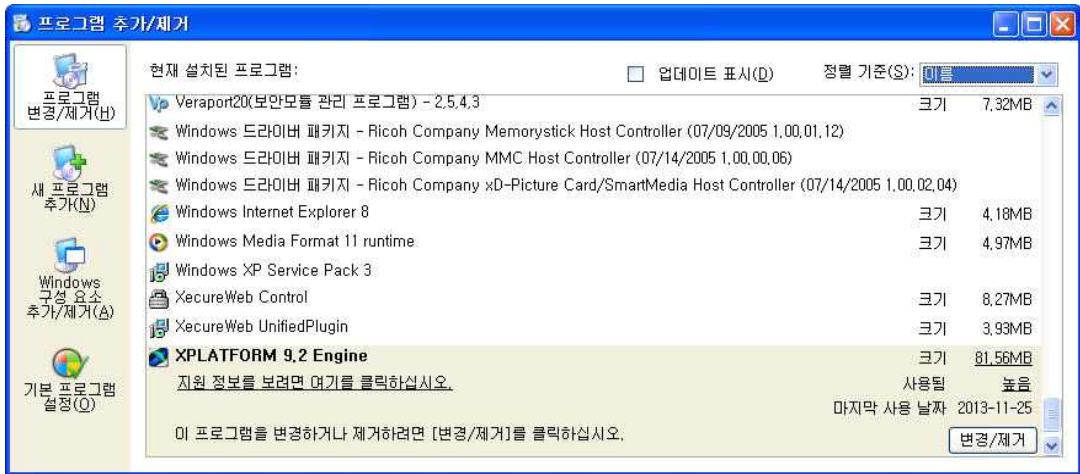 프로그램 추가/제거
프로그램
변경/제거(H)
새 프로그램
추가(N)
Windows
구성 요소
추가/제거(A)
기본 프로그램
설정(O)
현재 설치된 프로그램:
업데이트 표시(D)
정렬 기준(S): 이름
Veraport20(보안모듈 관리 프로그램) - 2,5,4,3 크기 7,32MB
Windows 드라이버 패키지 - Ricoh Company Memorystick Host Controller (07/09/2005 1,00,01,12)
Windows 드라이버 패키지 - Ricoh Company MMC Host Controller (07/14/2005 1,00,00,06)
Windows 드라이버 패키지 - Ricoh Company xD-Picture Card/SmartMedia Host Controller (07/14/2005 1,00,02,04)
Windows Internet Explorer 8 크기 4,18MB
Windows Media Format 11 runtime 크기 4,97MB
Windows XP Service Pack 3
XecureWeb Control 크기 8,27MB
XecureWeb UnifiedPlugin 크기 3,93MB
XPLATFORM 9,2 Engine 크기 81,56MB
지원 정보를 보려면 여기를 클릭하십시오. 사용됨 높음
마지막 사용 날짜 2013-11-25
이 프로그램을 변경하거나 제거하려면 [변경/제거]를 클릭하십시오. 변경/제거